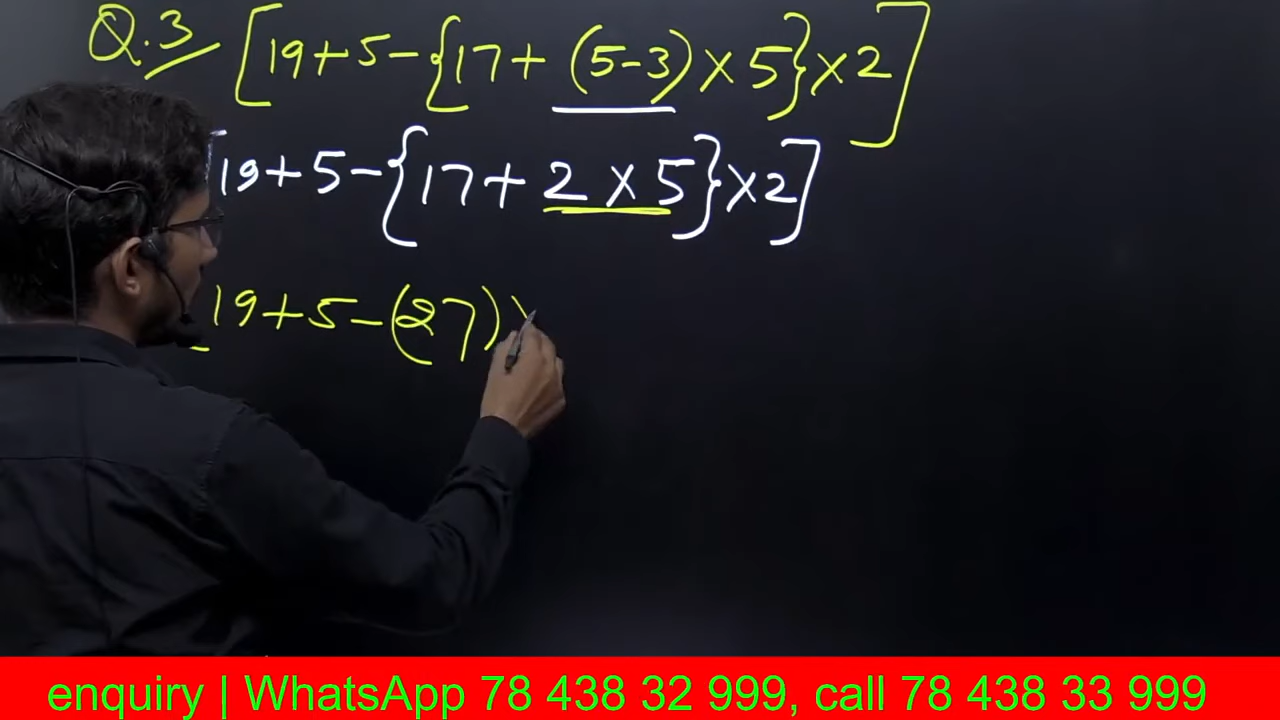 Q.3 [19+5-{17+(5-3)×5}×2]
[19+5-{17+2×5}×2]
19+5-(27)
enquiry | WhatsApp 78 438 32 999, call 78 438 33 999